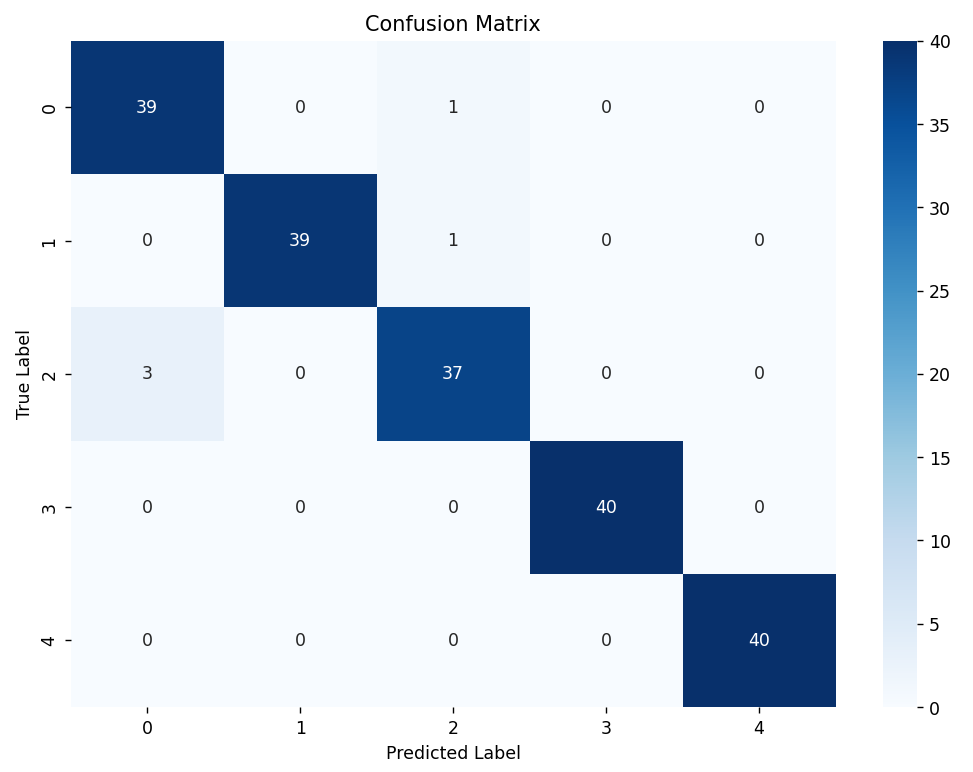 Confusion Matrix
40
0 39 0 1 0 0
35
30
1 0 39 1 0 0
25
True Label
2 3 0 37 0 0
20
15
3 0 0 0 40 0
10
5
4 0 0 0 0 40
0
0 1 2 3 4
Predicted Label